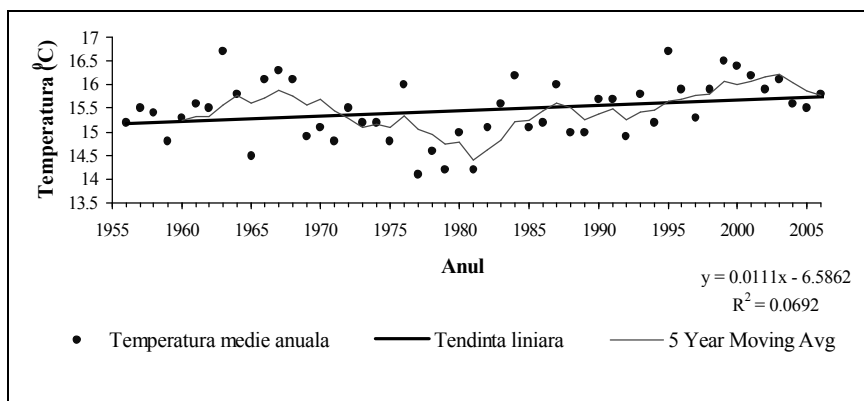 17
16.5
16
15.5
15
14.5
14
13.5
Temperatura (⁰C)
1955 1960 1965 1970 1975 1980 1985 1990 1995 2000 2005
Anul
y = 0.0111x - 6.5862
R² = 0.0692
Temperatura medie anuala Tendinta liniara 5 Year Moving Avg